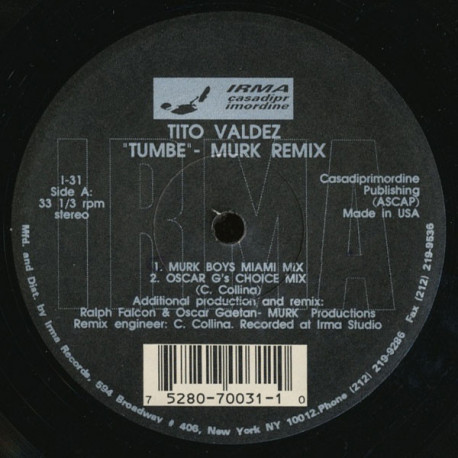 IRMA
casadipr
imordine
TITO VALDEZ
"TUMBE"- MURK REMIX
I-31
Side A:
33 1/3 rpm
stereo
Casadiprimordine
Publishing
(ASCAP)
Made in USA
IRMA
1. MURK BOYS MIAMI MIX
2. OSCAR G's CHOICE MIX
(C. Collina)
Additional production and remix:
Ralph Falcon & Oscar Gaetan- MURK Productions
Remix engineer: C. Collina. Recorded at Irma Studio
7 5280-70031-1 0
Mfd. and Dist. by Irma Records, 594 Broadway # 406, New York NY 10012.Phone (212) 219-9286 Fax (212) 219-9536